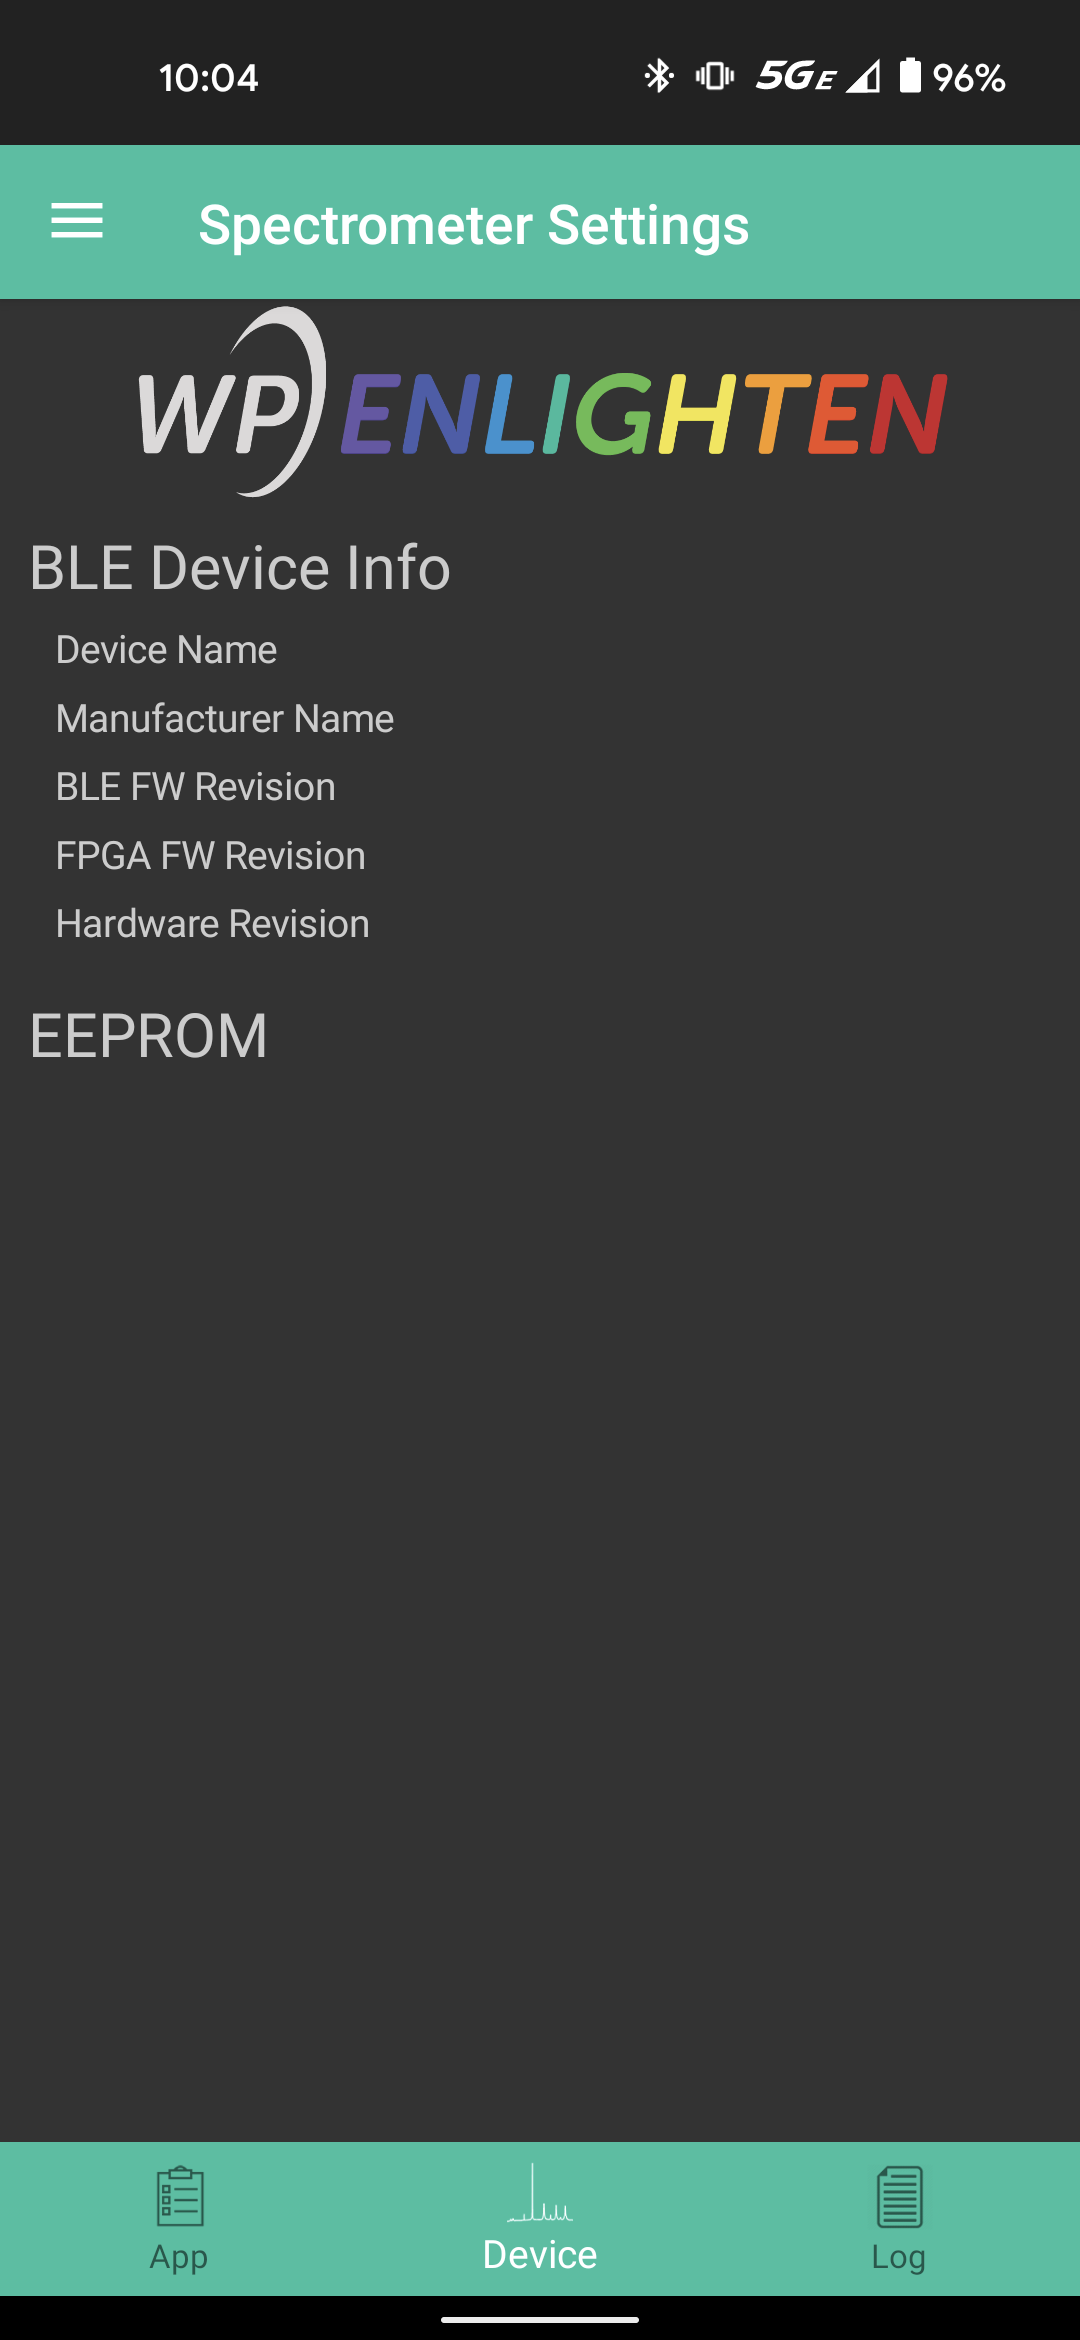 10:04 5GE 96%
Spectrometer Settings
WP ENLIGHTEN
BLE Device Info
Device Name
Manufacturer Name
BLE FW Revision
FPGA FW Revision
Hardware Revision
EEPROM
App Device Log